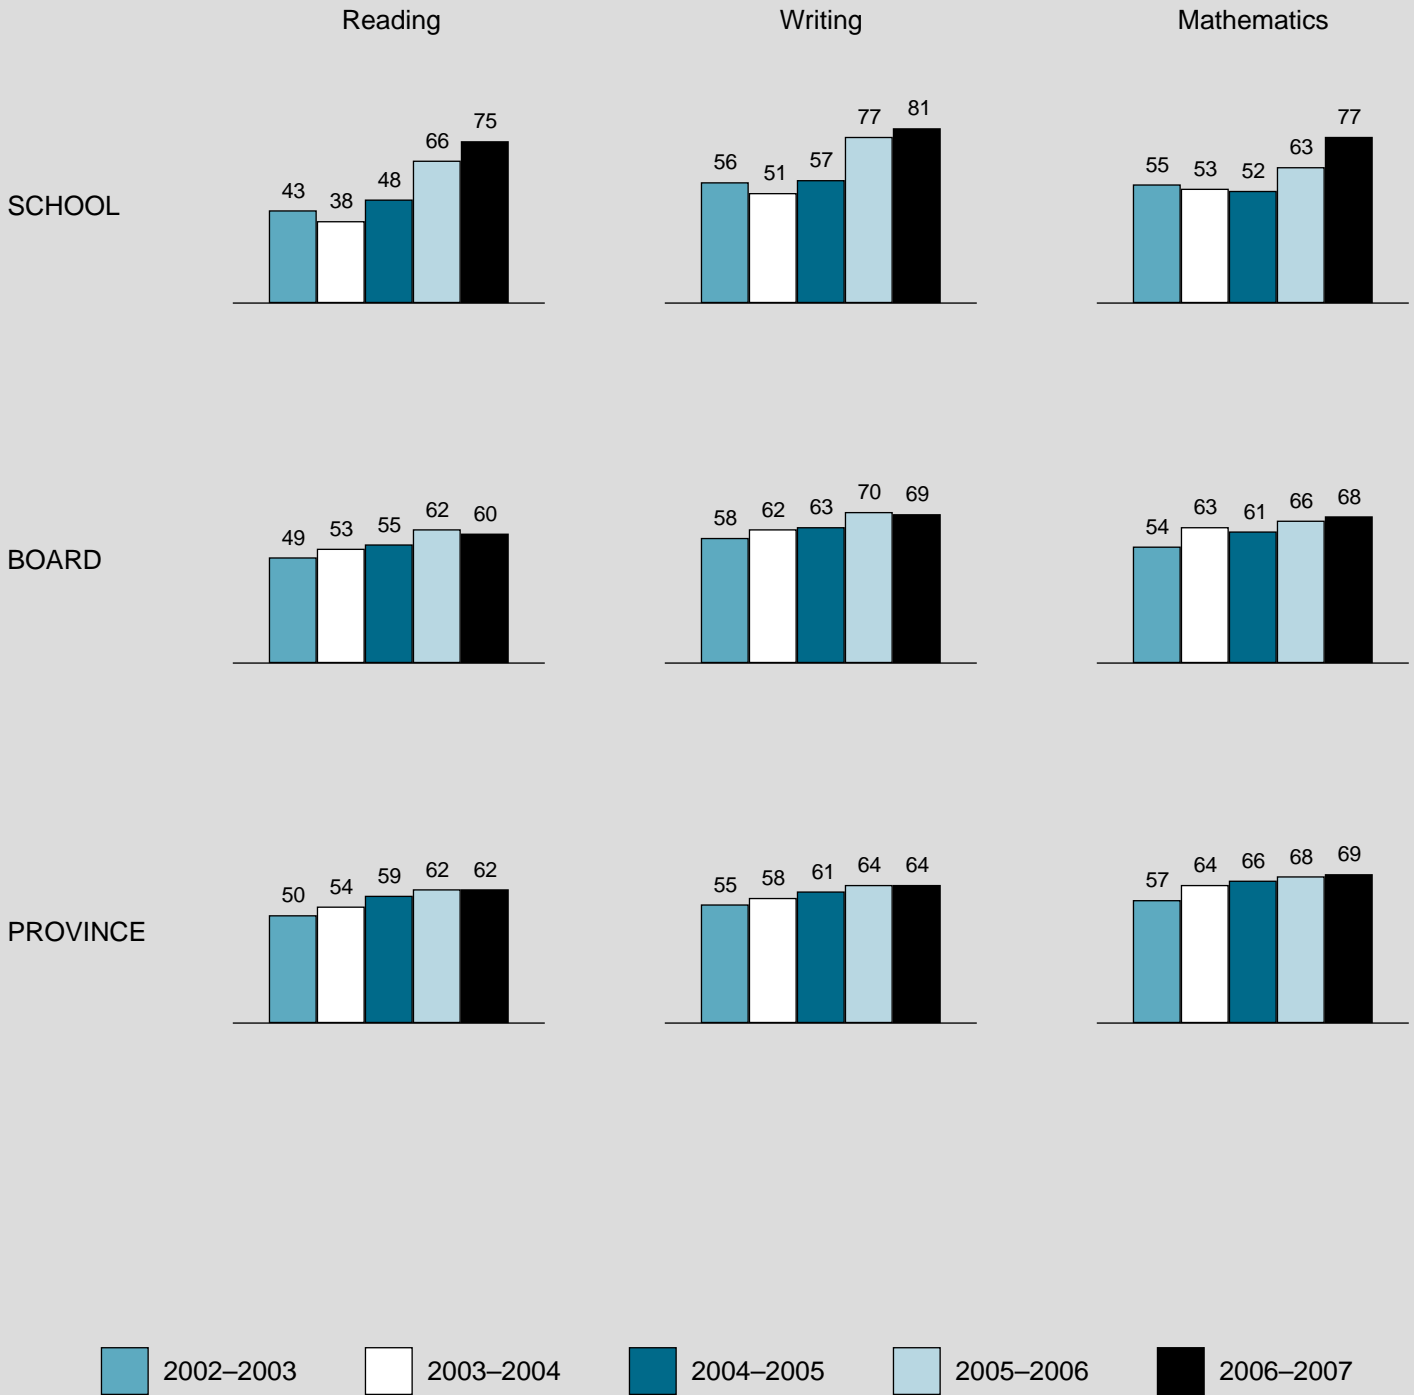 Reading Writing Mathematics
SCHOOL
43 38 48 66 75
56 51 57 77 81
55 53 52 63 77
BOARD
49 53 55 62 60
58 62 63 70 69
54 63 61 66 68
PROVINCE
50 54 59 62 62
55 58 61 64 64
57 64 66 68 69
2002–2003 2003–2004 2004–2005 2005–2006 2006–2007